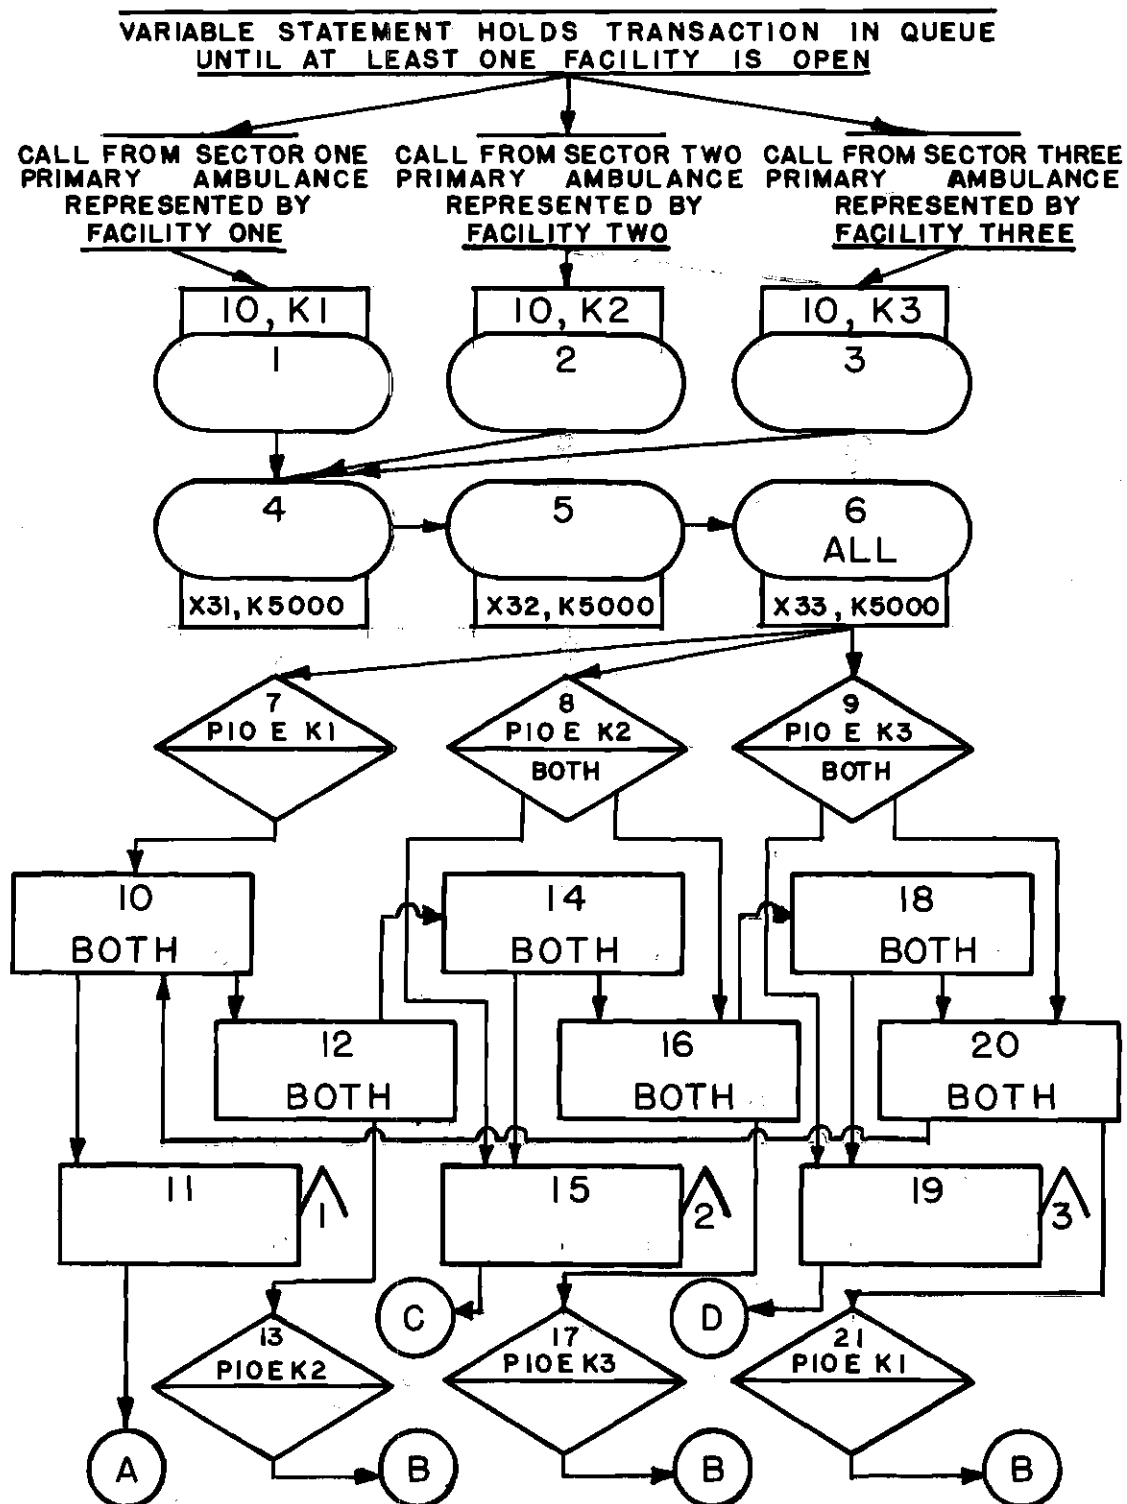 VARIABLE STATEMENT HOLDS TRANSACTION IN QUEUE
UNTIL AT LEAST ONE FACILITY IS OPEN
CALL FROM SECTOR ONE
PRIMARY AMBULANCE
REPRESENTED BY
FACILITY ONE
CALL FROM SECTOR TWO
PRIMARY AMBULANCE
REPRESENTED BY
FACILITY TWO
CALL FROM SECTOR THREE
PRIMARY AMBULANCE
REPRESENTED BY
FACILITY THREE
10, K1
1
10, K2
2
10, K3
3
4
X31, K5000
5
X32, K5000
6
ALL
X33, K5000
7
P10 E K1
8
P10 E K2
BOTH
9
P10 E K3
BOTH
10
BOTH
14
BOTH
18
BOTH
12
BOTH
16
BOTH
20
BOTH
11
1
15
2
19
3
C
D
13
P10E K2
17
P10E K3
21
P10 E K1
A
B
B
B